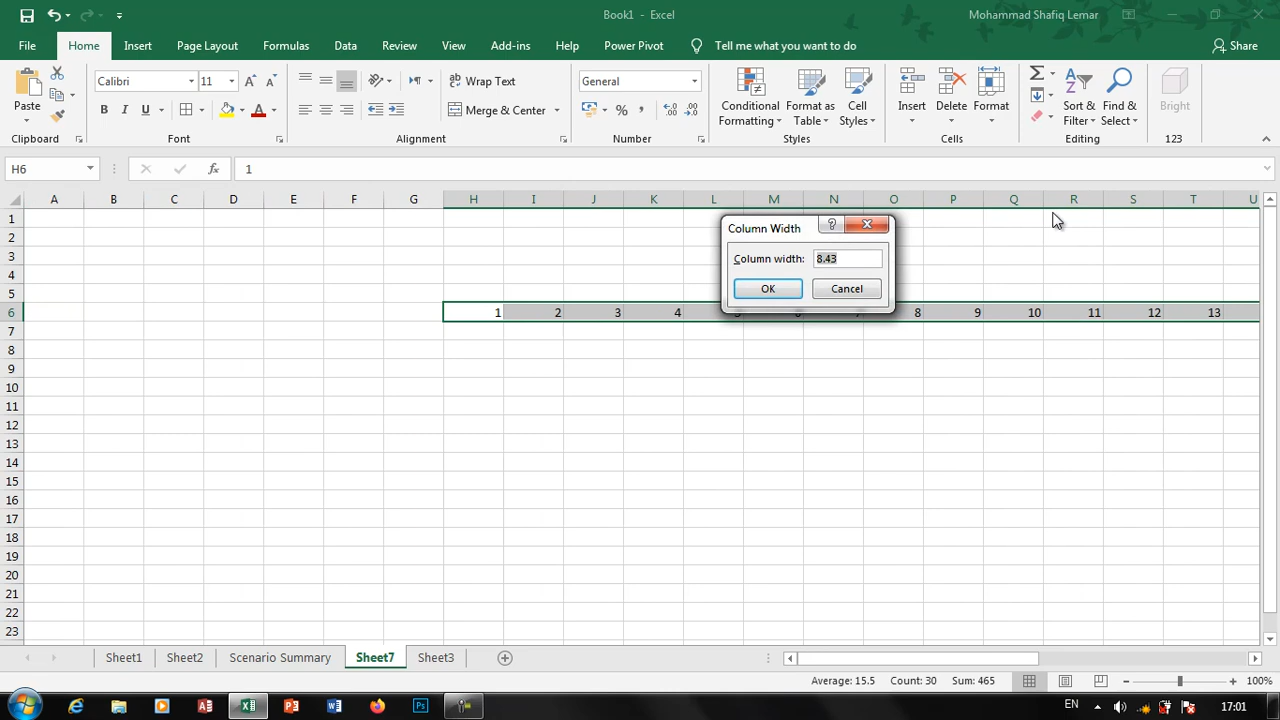 Book1 - Excel
Mohammad Shafiq Lemar
File Home Insert Page Layout Formulas Data Review View Add-ins Help Power Pivot Tell me what you want to do Share
Paste
Calibri 11
B I U
Wrap Text
Merge & Center
General
Conditional Formatting
Format Table
Cell Styles
Insert
Delete
Format
Sort & Filter
Find & Select
Bright
Clipboard Font Alignment Number Styles Cells Editing 123
H6 fx 1
A B C D E F G H I J K L M N O P Q R S T U
1
2
Column Width ?
3
Column width: 8.43
4
OK Cancel
5
6 1 2 3 4 8 9 10 11 12 13
7
8
9
10
11
12
13
14
15
16
17
18
19
20
21
22
23
Sheet1 Sheet2 Scenario Summary Sheet7 Sheet3
Average: 15.5 Count: 30 Sum: 465 100%
EN 17:01